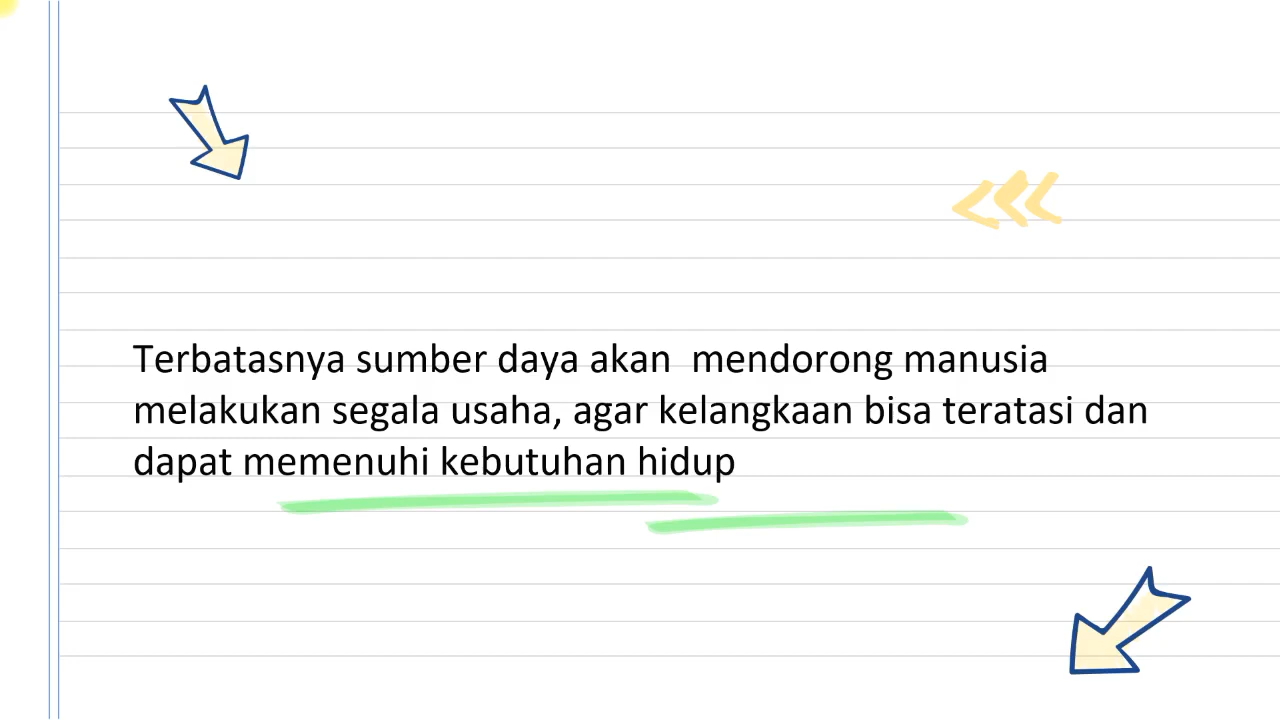 Terbatasnya sumber daya akan  mendorong manusia
melakukan segala usaha, agar kelangkaan bisa teratasi dan
dapat memenuhi kebutuhan hidup